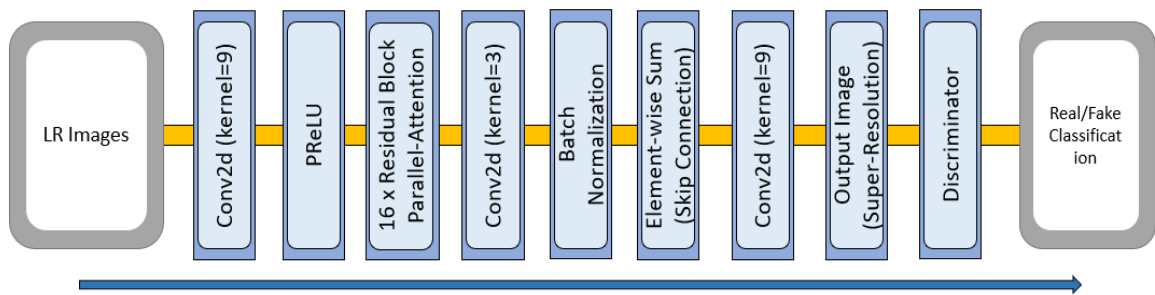 LR Images
Conv2d (kernel=9)
PReLU
16 x Residual Block
Parallel-Attention
Conv2d (kernel=3)
Batch
Normalization
Element-wise Sum
(Skip Connection)
Conv2d (kernel=9)
Output Image
(Super-Resolution)
Discriminator
Real/Fake
Classificat
ion